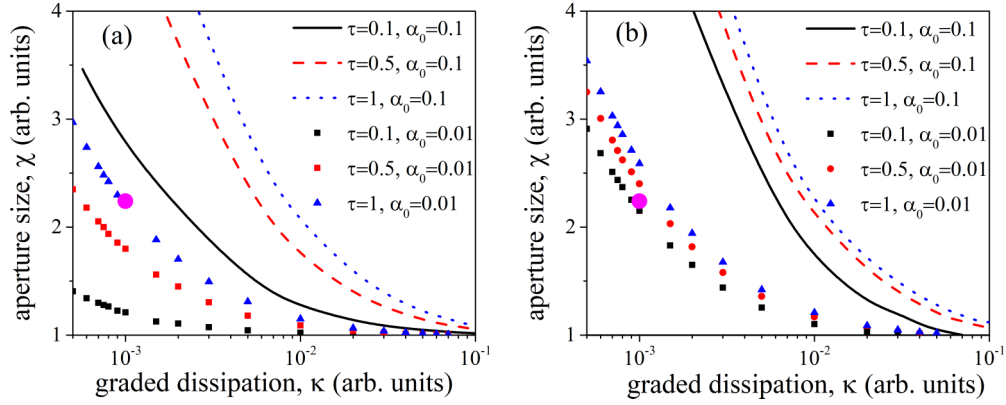 (a)
τ=0.1, α₀=0.1
τ=0.5, α₀=0.1
τ=1, α₀=0.1
τ=0.1, α₀=0.01
τ=0.5, α₀=0.01
τ=1, α₀=0.01
4
3
2
1
aperture size, χ (arb. units)
10⁻³
10⁻²
10⁻¹
graded dissipation, κ (arb. units)
(b)
τ=0.1, α₀=0.1
τ=0.5, α₀=0.1
τ=1, α₀=0.1
τ=0.1, α₀=0.01
τ=0.5, α₀=0.01
τ=1, α₀=0.01
4
3
2
1
aperture size, χ (arb. units)
10⁻³
10⁻²
10⁻¹
graded dissipation, κ (arb. units)